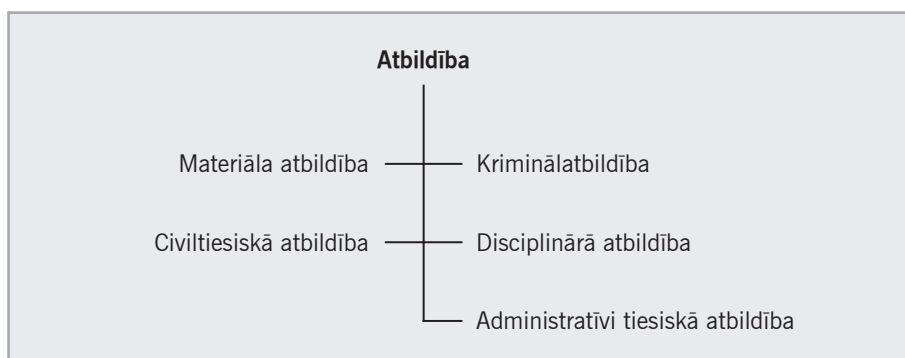 Atbildība
Materiāla atbildība
Kriminālatbildība
Civiltiesiskā atbildība
Disciplinārā atbildība
Administratīvi tiesiskā atbildība